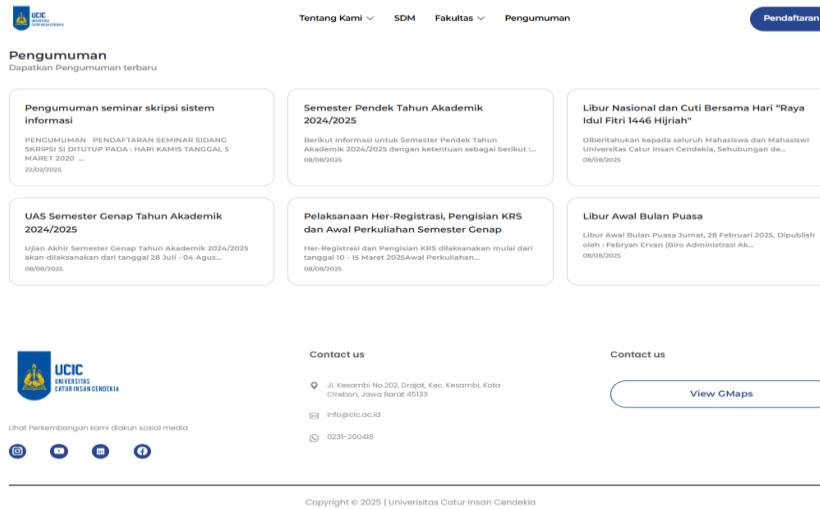 UCIC
UNIVERSITAS
CATUR INSAN CENDEKIA
Tentang Kami
SDM
Fakultas
Pengumuman
Pendaftaran
Pengumuman
Dapatkan Pengumuman terbaru
Pengumuman seminar skripsi sistem
informasi
PENGUMUMAN PENDAFTARAN SEMINAR SIDANG
SKRIPSI SI DITUTUP PADA : HARI KAMIS TANGGAL 5
MARET 2020 ...
22/02/2025
Semester Pendek Tahun Akademik
2024/2025
Berikut Informasi untuk Semester Pendek Tahun
Akademik 2024/2025 dengan ketentuan sebagai berikut :...
08/08/2025
Libur Nasional dan Cuti Bersama Hari "Raya
Idul Fitri 1446 Hijriah"
Diberitahukan kepada seluruh Mahasiswa dan Mahasiswi
Universitas Catur Insan Cendekia, Sehubungan de...
08/08/2025
UAS Semester Genap Tahun Akademik
2024/2025
Ujian Akhir Semester Genap Tahun Akademik 2024/2025
akan dilaksanakan dari tanggal 28 Juli - 04 Agus...
08/08/2025
Pelaksanaan Her-Registrasi, Pengisian KRS
dan Awal Perkuliahan Semester Genap
Her-Registrasi dan Pengisian KRS dilaksanakan mulai dari
tanggal 10 - 15 Maret 2025Awal Perkuliahan...
08/08/2025
Libur Awal Bulan Puasa
Libur Awal Bulan Puasa Jumat, 28 Februari 2025, Dipublish
oleh : Febryan Ervan (Biro Administrasi Ak...
08/08/2025
UCIC
UNIVERSITAS
CATUR INSAN CENDEKIA
Lihat Perkembangan kami diakun sosial media
Contact us
Jl. Kesambi No.202, Drajat, Kec. Kesambi, Kota
Cirebon, Jawa Barat 45133
info@cic.ac.id
0231-200418
Contact us
View GMaps
Copyright © 2025 | Univerisitas Catur Insan Cendekia